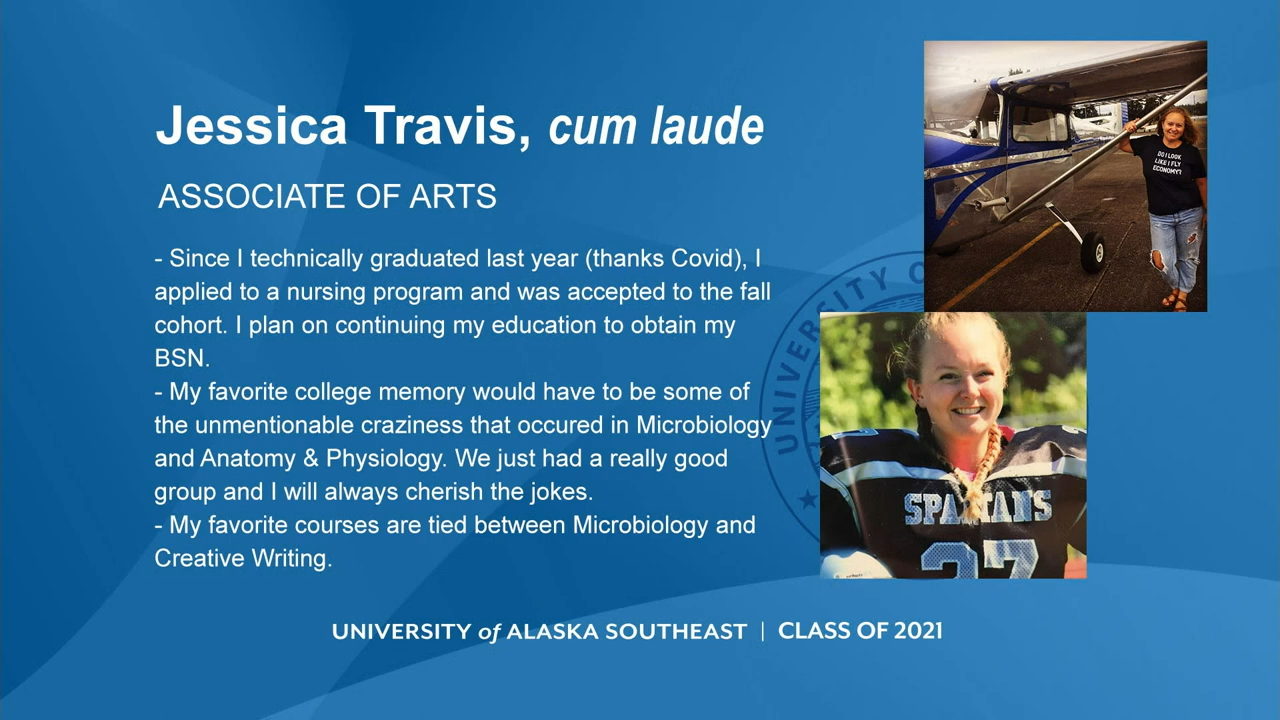 Jessica Travis, cum laude
ASSOCIATE OF ARTS
- Since I technically graduated last year (thanks Covid), I
applied to a nursing program and was accepted to the fall
cohort. I plan on continuing my education to obtain my
BSN.
- My favorite college memory would have to be some of
the unmentionable craziness that occured in Microbiology
and Anatomy & Physiology. We just had a really good
group and I will always cherish the jokes.
- My favorite courses are tied between Microbiology and
Creative Writing.
DO I LOOK
LIKE I FLY
ECONOMY?
UNIVERSITY O
SPARTANS
27
UNIVERSITY of ALASKA SOUTHEAST | CLASS OF 2021